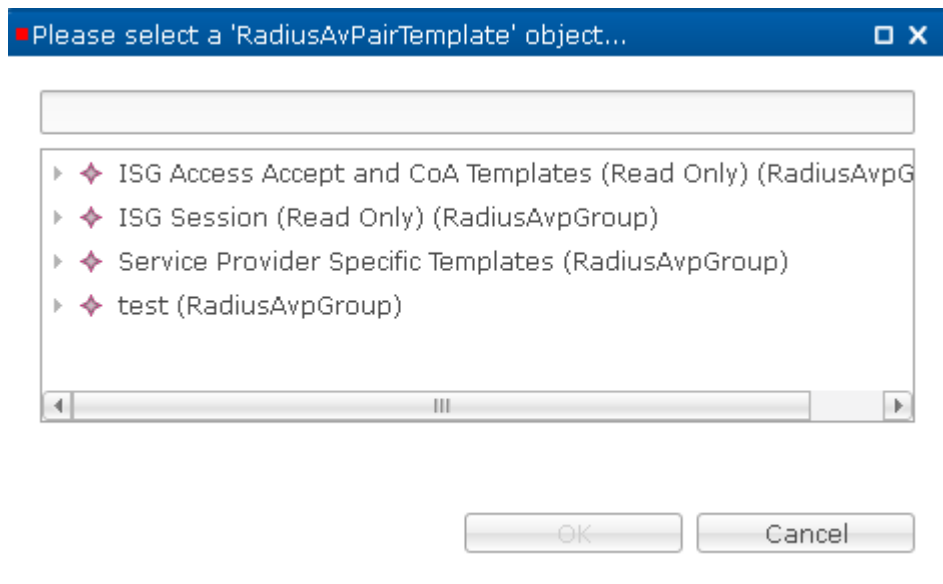 Please select a 'RadiusAvPairTemplate' object...
ISG Access Accept and CoA Templates (Read Only) (RadiusAvpG
ISG Session (Read Only) (RadiusAvpGroup)
Service Provider Specific Templates (RadiusAvpGroup)
test (RadiusAvpGroup)
OK Cancel